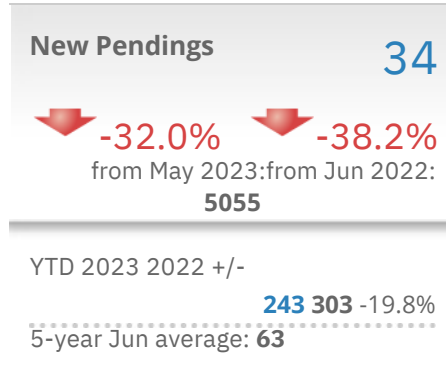 New Pendings 34
-32.0% -38.2%
from May 2023:from Jun 2022:
5055
YTD 2023 2022 +/-
243 303 -19.8%
5-year Jun average: 63